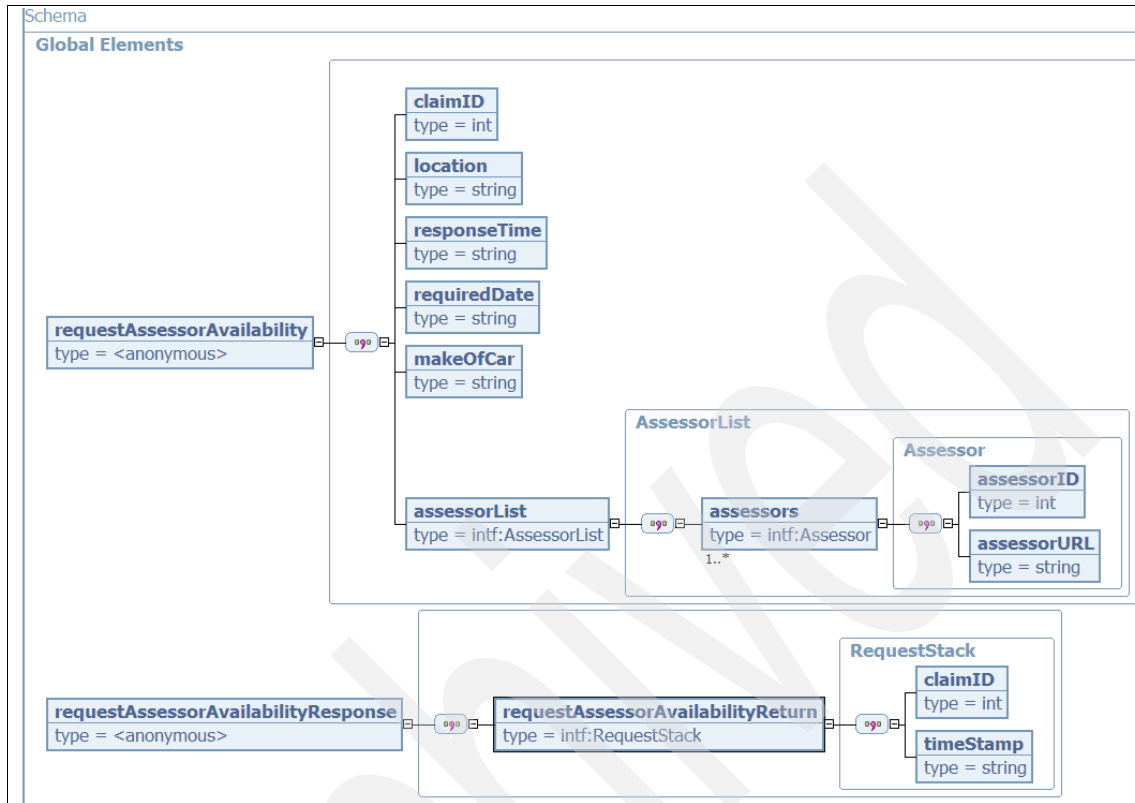 Schema
Global Elements
claimID
type = int
location
type = string
responseTime
type = string
requiredDate
type = string
requestAssessorAvailability
type = <anonymous>
makeOfCar
type = string
AssessorList
Assessor
assessorID
type = int
assessorList
type = intf:AssessorList
assessors
type = intf:Assessor
1..*
assessorURL
type = string
RequestStack
claimID
type = int
requestAssessorAvailabilityResponse
type = <anonymous>
requestAssessorAvailabilityReturn
type = intf:RequestStack
timeStamp
type = string
hived